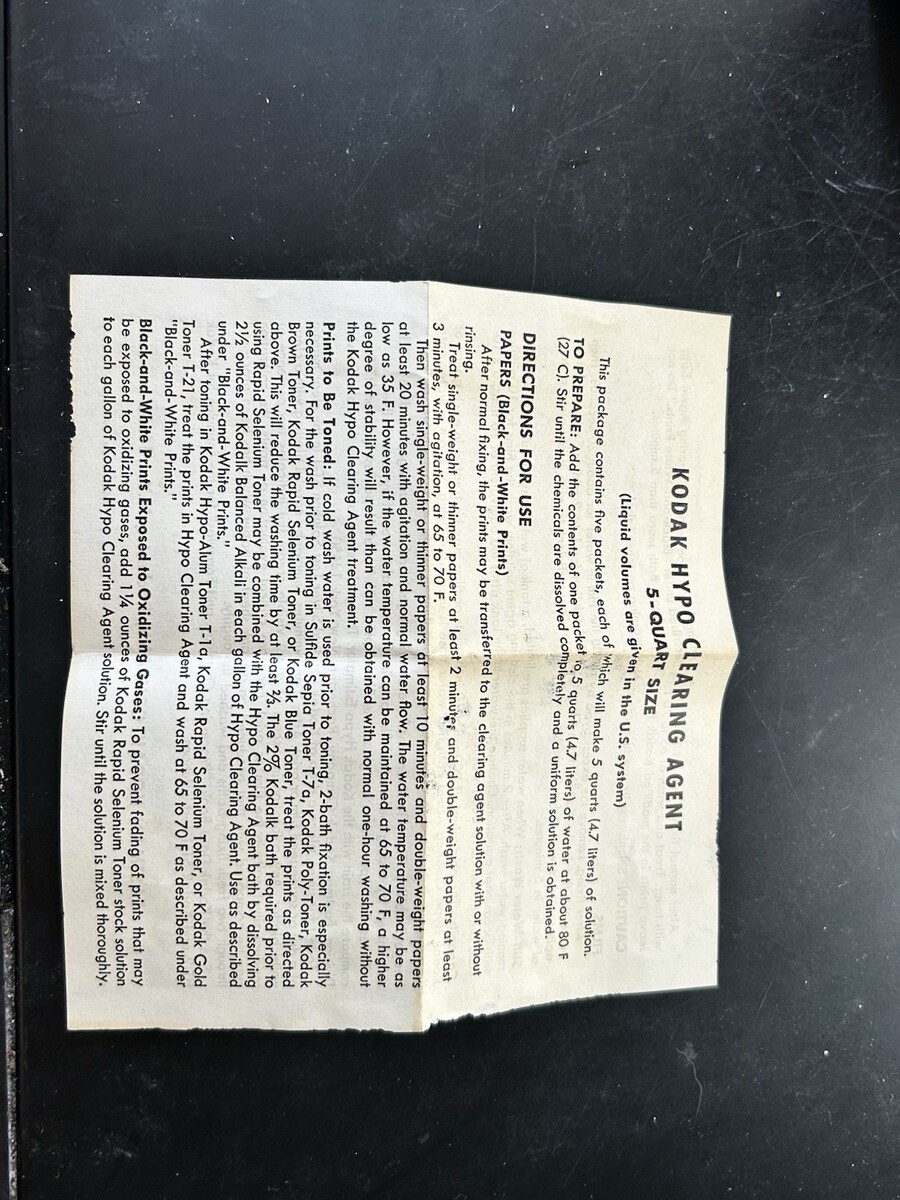 KODAK HYPO CLEARING AGENT
5-QUART SIZE
(Liquid volumes are given in the U.S. system)
This package contains five packets, each of which will make 5 quarts (4.7 liters) of solution.
TO PREPARE: Add the contents of one packet to 5 quarts (4.7 liters) of water at about 80 F
(27 C). Stir until the chemicals are dissolved completely and a uniform solution is obtained.
DIRECTIONS FOR USE
PAPERS (Black-and-White Prints)
After normal fixing, the prints may be transferred to the clearing agent solution with or without
rinsing.
Treat single-weight or thinner papers at least 2 minutes and double-weight papers at least
3 minutes, with agitation, at 65 to 70 F.
Then wash single-weight or thinner papers at least 10 minutes and double-weight papers
at least 20 minutes with agitation and normal water flow. The water temperature may be as
low as 35 F. However, if the water temperature can be maintained at 65 to 70 F, a higher
degree of stability will result than can be obtained with normal one-hour washing without
the Kodak Hypo Clearing Agent treatment.
Prints to Be Toned: If cold wash water is used prior to toning, 2-bath fixation is especially
necessary. For the wash prior to toning in Sulfide Sepia Toner T-7a, Kodak Poly-Toner, Kodak
Brown Toner, Kodak Rapid Selenium Toner, or Kodak Blue Toner, treat the prints as directed
above. This will reduce the washing time by at least ⅔. The 2% Kodalk bath required prior to
using Rapid Selenium Toner may be combined with the Hypo Clearing Agent bath by dissolving
2½ ounces of Kodalk Balanced Alkali in each gallon of Hypo Clearing Agent. Use as described
under "Black-and-White Prints."
After toning in Kodak Hypo-Alum Toner T-1a, Kodak Rapid Selenium Toner, or Kodak Gold
Toner T-21, treat the prints in Hypo Clearing Agent and wash at 65 to 70 F as described under
"Black-and-White Prints."
Black-and-White Prints Exposed to Oxidizing Gases: To prevent fading of prints that may
be exposed to oxidizing gases, add 1¼ ounces of Kodak Rapid Selenium Toner stock solution
to each gallon of Kodak Hypo Clearing Agent solution. Stir until the solution is mixed thoroughly.